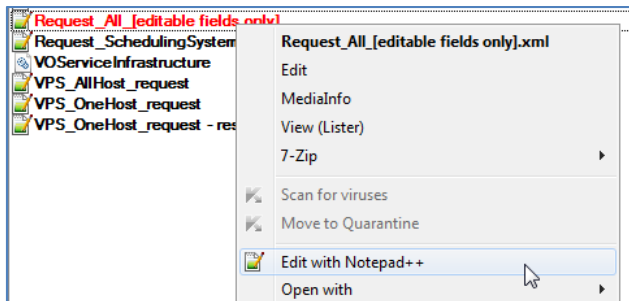 Request_All_[editable fields only]
Request_SchedulingSystem
VOServiceInfrastructure
VPS_AllHost_request
VPS_OneHost_request
VPS_OneHost_request - res
Request_All_[editable fields only].xml
Edit
MediaInfo
View (Lister)
7-Zip
Scan for viruses
Move to Quarantine
Edit with Notepad++
Open with